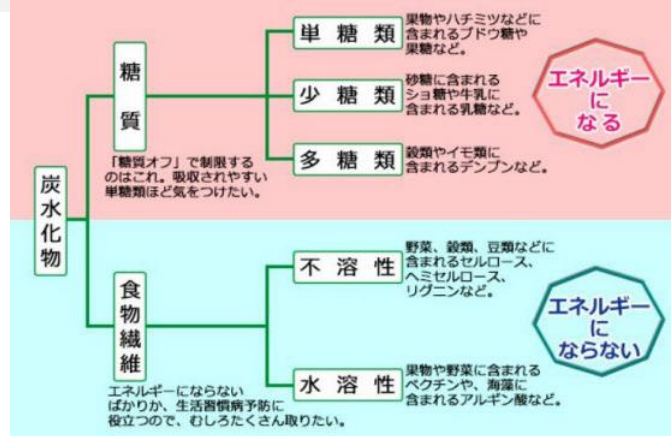 炭水化物
糖質
「糖質オフ」で制限する
のはこれ。吸収されやすい
単糖類ほど気をつけたい。
単糖類
果物やハチミツなどに
含まれるブドウ糖や
果糖など。
少糖類
砂糖に含まれる
ショ糖や牛乳に
含まれる乳糖など。
多糖類
穀類やイモ類に
含まれるデンプンなど。
エネルギー
に
なる
食物繊維
エネルギーにならない
ばかりか、生活習慣病予防に
役立つので、むしろたくさん取りたい。
不溶性
野菜、穀類、豆類などに
含まれるセルロース、
ヘミセルロース、
リグニンなど。
水溶性
果物や野菜に含まれる
ペクチンや、海藻に
含まれるアルギン酸など。
エネルギー
に
ならない